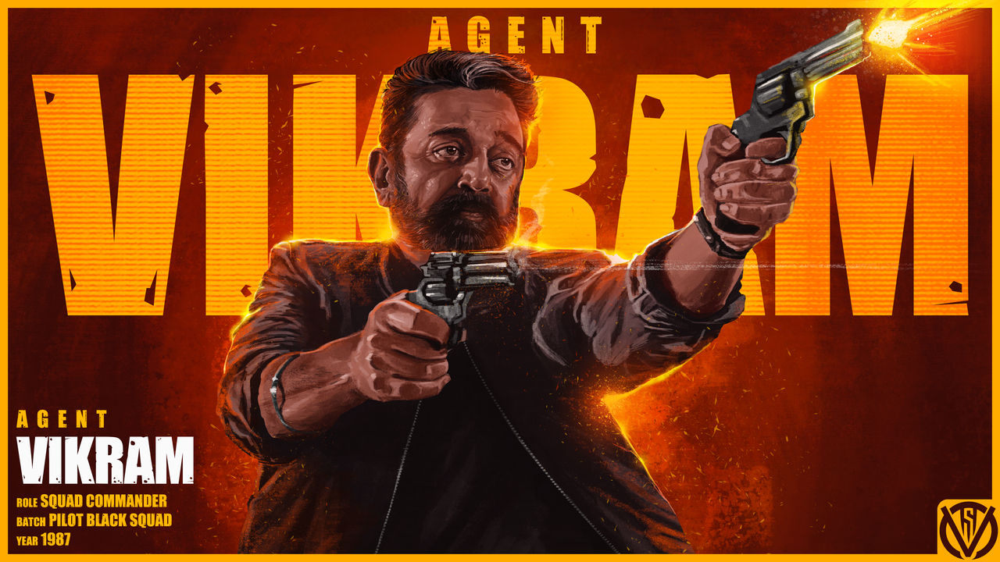 AGENT
VIKRAM
AGENT
VIKRAM
ROLE SQUAD COMMANDER
BATCH PILOT BLACK SQUAD
YEAR 1987